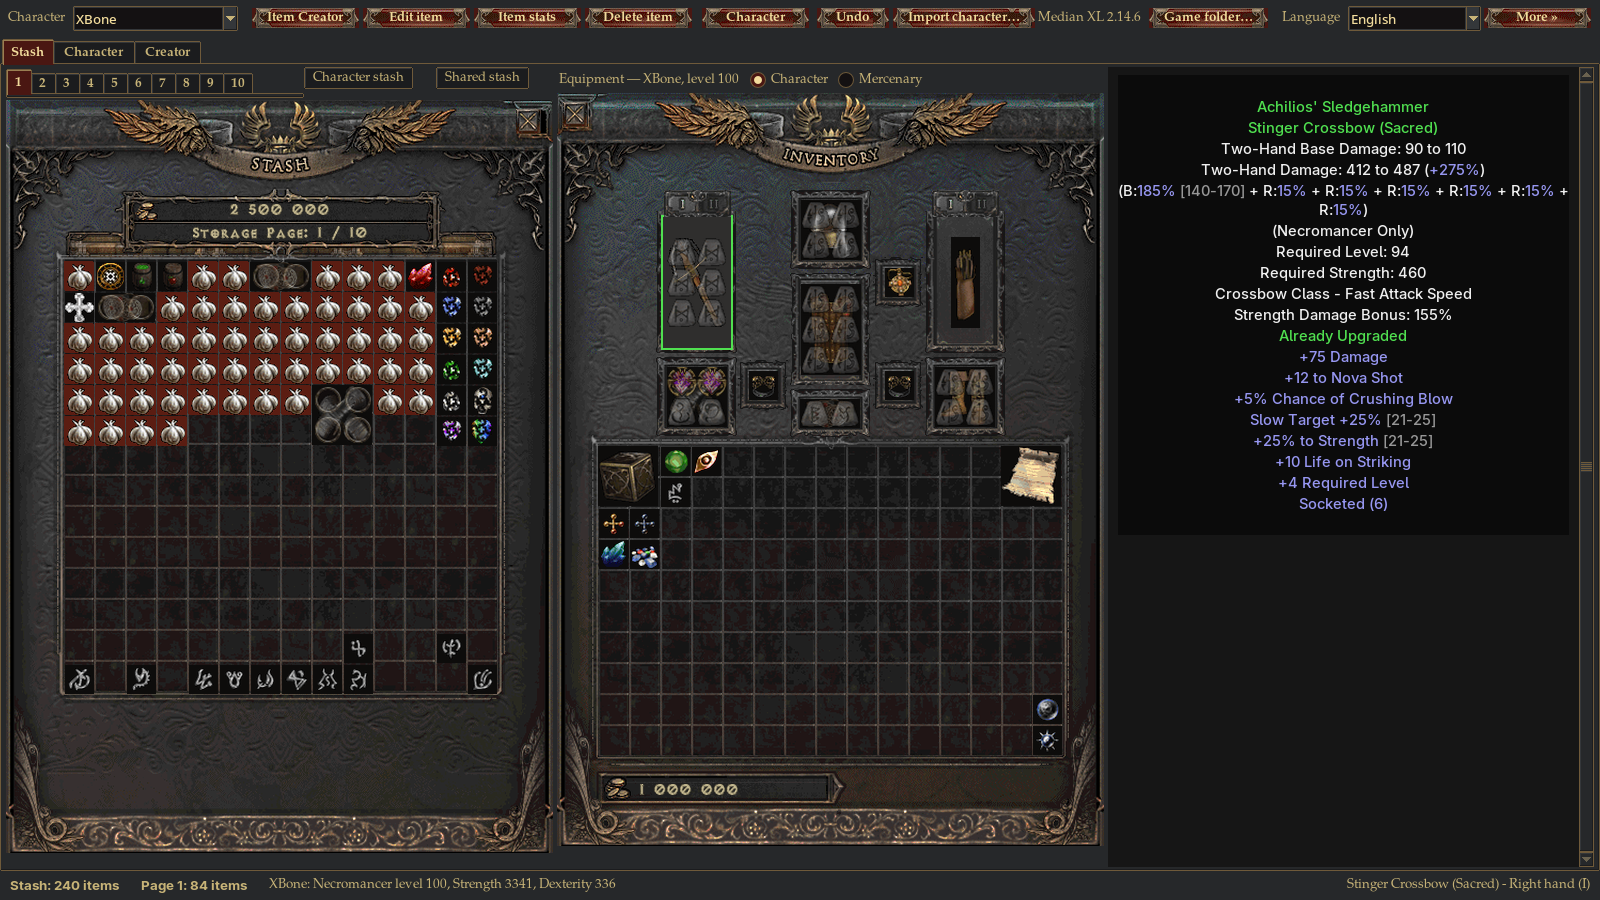 Character
XBone
Item Creator
Edit item
Item stats
Delete item
Character
Undo
Import character...
Median XL 2.14.6
Game folder...
Language
English
More »
Stash
Character
Creator
1
2
3
4
5
6
7
8
9
10
Character stash
Shared stash
Equipment — XBone, level 100
Character
Mercenary
STASH
2 500 000
STORAGE PAGE: 1 / 10
INVENTORY
I
II
I
II
1 000 000
Achilios' Sledgehammer
Stinger Crossbow (Sacred)
Two-Hand Base Damage: 90 to 110
Two-Hand Damage: 412 to 487 (+275%)
(B:185% [140-170] + R:15% + R:15% + R:15% + R:15% + R:15% +
R:15%)
(Necromancer Only)
Required Level: 94
Required Strength: 460
Crossbow Class - Fast Attack Speed
Strength Damage Bonus: 155%
Already Upgraded
+75 Damage
+12 to Nova Shot
+5% Chance of Crushing Blow
Slow Target +25% [21-25]
+25% to Strength [21-25]
+10 Life on Striking
+4 Required Level
Socketed (6)
Stash: 240 items
Page 1: 84 items
XBone: Necromancer level 100, Strength 3341, Dexterity 336
Stinger Crossbow (Sacred) - Right hand (I)